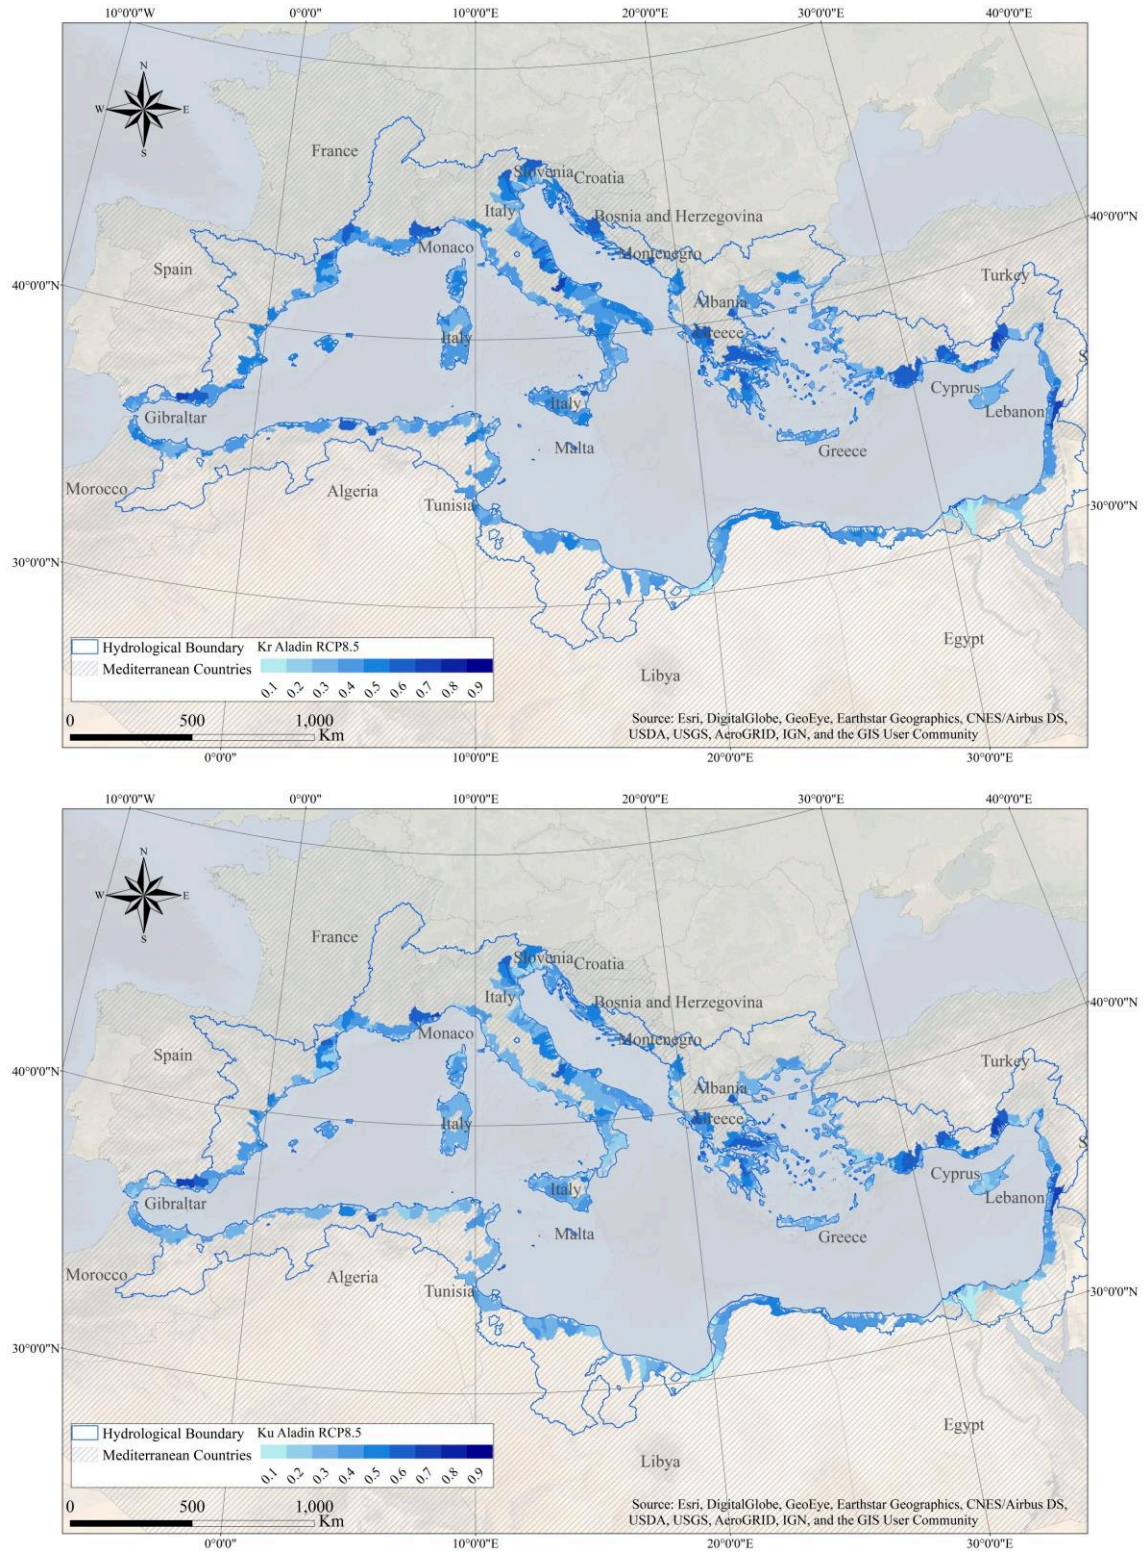 10°0'0"W 0°0'0" 10°0'0"E 20°0'0"E 30°0'0"E 40°0'0"E
N
W E
S
France
Slovenia Croatia
Italy
Bosnia and Herzegovina
Monaco Montenegro
40°0'0"N
Spain Turkey
40°0'0"N
Albania
Greece
Italy
Cyprus
Italy Lebanon
Gibraltar
Malta Greece
Morocco Algeria
Tunisia
30°0'0"N
30°0'0"N
Egypt
Hydrological Boundary Kr Aladin RCP8.5
Mediterranean Countries
Libya
0.1 0.2 0.3 0.4 0.5 0.6 0.7 0.8 0.9
0 500 1,000
Km
Source: Esri, DigitalGlobe, GeoEye, Earthstar Geographics, CNES/Airbus DS,
USDA, USGS, AeroGRID, IGN, and the GIS User Community
0°0'0" 10°0'0"E 20°0'0"E 30°0'0"E
10°0'0"W 0°0'0" 10°0'0"E 20°0'0"E 30°0'0"E 40°0'0"E
N
W E
S
France
Slovenia Croatia
Italy
Bosnia and Herzegovina
Monaco Montenegro
40°0'0"N
Spain Turkey
40°0'0"N
Albania
Greece
Italy
Cyprus
Italy Lebanon
Gibraltar
Malta Greece
Morocco Algeria
Tunisia
30°0'0"N
30°0'0"N
Egypt
Hydrological Boundary Ku Aladin RCP8.5
Mediterranean Countries
Libya
0.1 0.2 0.3 0.4 0.5 0.6 0.7 0.8 0.9
0 500 1,000
Km
Source: Esri, DigitalGlobe, GeoEye, Earthstar Geographics, CNES/Airbus DS,
USDA, USGS, AeroGRID, IGN, and the GIS User Community
0°0'0" 10°0'0"E 20°0'0"E 30°0'0"E